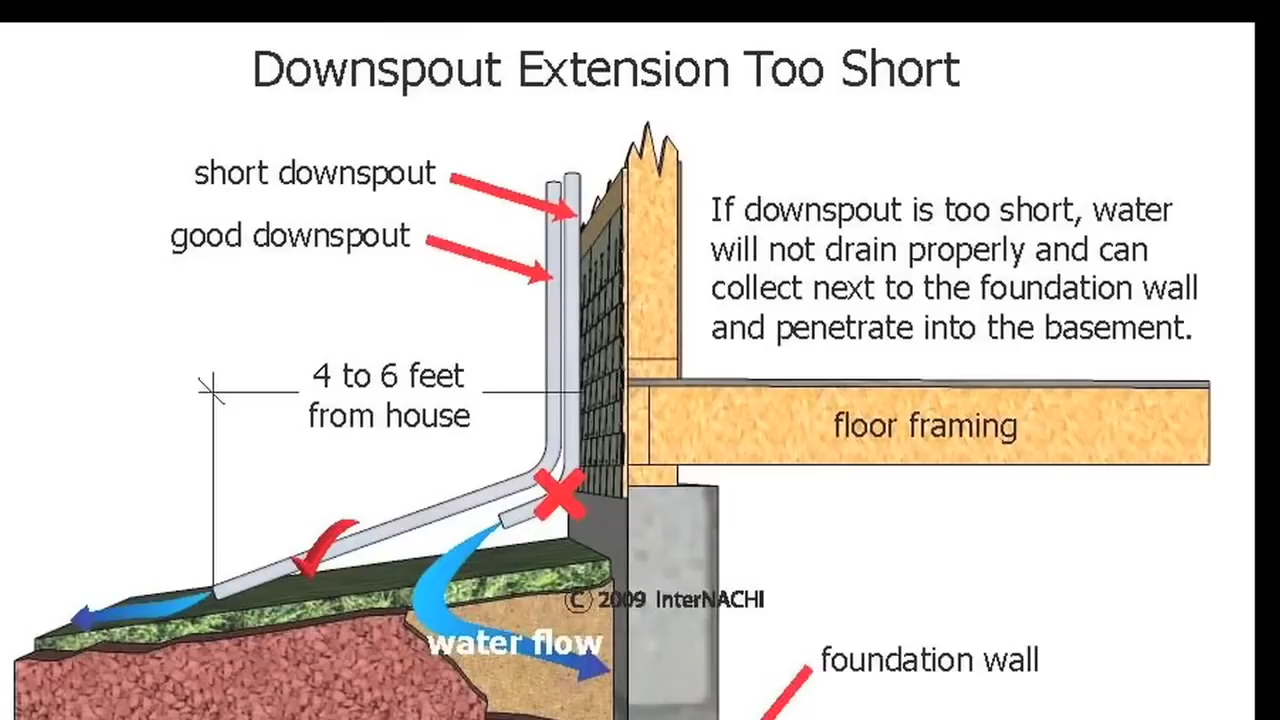 Downspout Extension Too Short
short downspout
good downspout
If downspout is too short, water
will not drain properly and can
collect next to the foundation wall
and penetrate into the basement.
4 to 6 feet
from house
floor framing
© 2009 InterNACHI
water flow
foundation wall